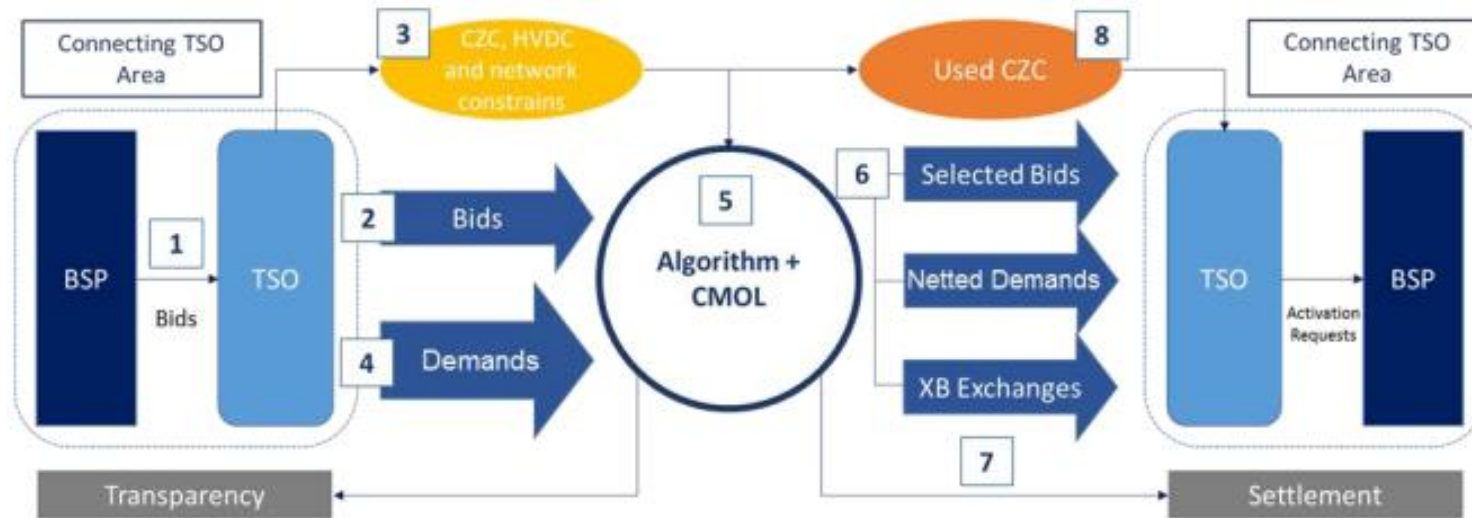 Connecting TSO
Area
3
CZC, HVDC
and network
constrains
Used CZC
8
Connecting TSO
Area
BSP
1
Bids
TSO
2
Bids
4
Demands
5
Algorithm +
CMOL
6
Selected Bids
Netted Demands
XB Exchanges
7
TSO
Activation
Requests
BSP
Transparency
Settlement